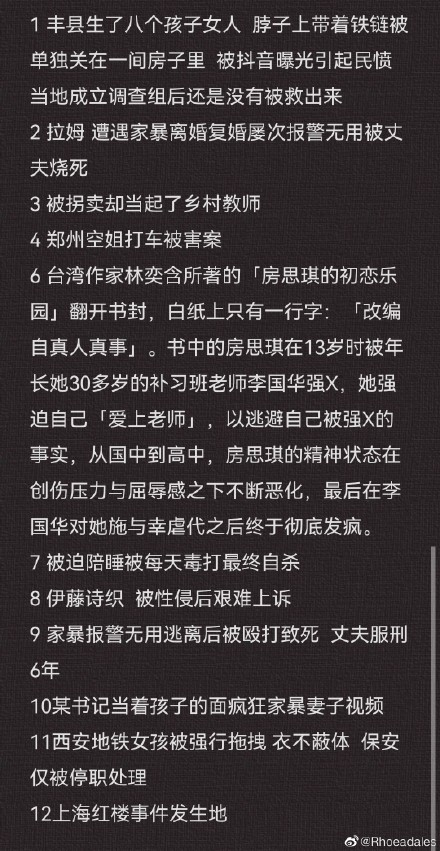 1 丰县生了八个孩子女人  脖子上带着铁链被
单独关在一间房子里  被抖音曝光引起民愤
当地成立调查组后还是没有被救出来
2 拉姆 遭遇家暴离婚复婚屡次报警无用被丈
夫烧死
3 被拐卖却当起了乡村教师
4 郑州空姐打车被害案
6 台湾作家林奕含所著的「房思琪的初恋乐
园」翻开书封，白纸上只有一行字：「改编
自真人真事」。书中的房思琪在13岁时被年
长她30多岁的补习班老师李国华强X，她强
迫自己「爱上老师」，以逃避自己被强X的
事实，从国中到高中，房思琪的精神状态在
创伤压力与屈辱感之下不断恶化，最后在李
国华对她施与幸虐代之后终于彻底发疯。
7 被迫陪睡被每天毒打最终自杀
8 伊藤诗织  被性侵后艰难上诉
9 家暴报警无用逃离后被殴打致死  丈夫服刑
6年
10某书记当着孩子的面疯狂家暴妻子视频
11西安地铁女孩被强行拖拽 衣不蔽体  保安
仅被停职处理
12上海红楼事件发生地
@Rhoeadales